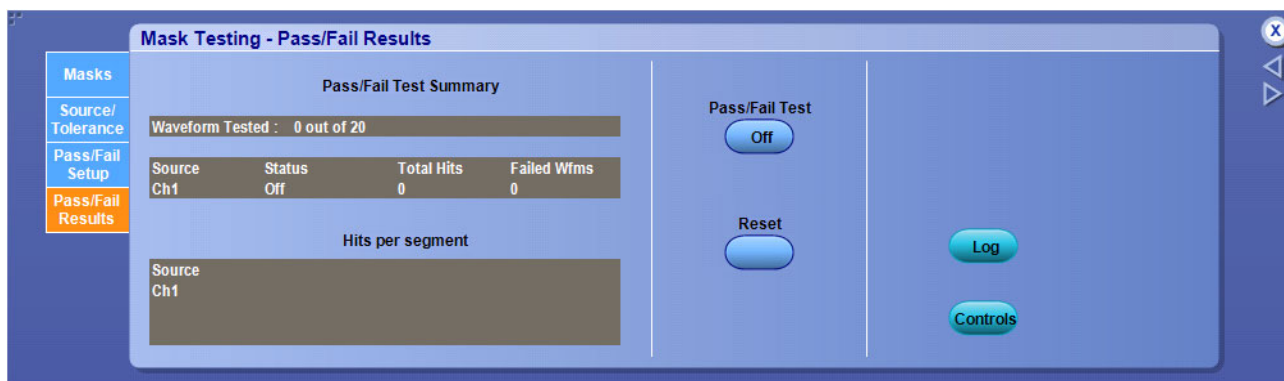 Mask Testing - Pass/Fail Results
X
Masks
Source/
Tolerance
Pass/Fail
Setup
Pass/Fail
Results
Pass/Fail Test Summary
Waveform Tested : 0 out of 20
Source Status Total Hits Failed Wfms
Ch1 Off 0 0
Hits per segment
Source
Ch1
Pass/Fail Test
Off
Reset
Log
Controls